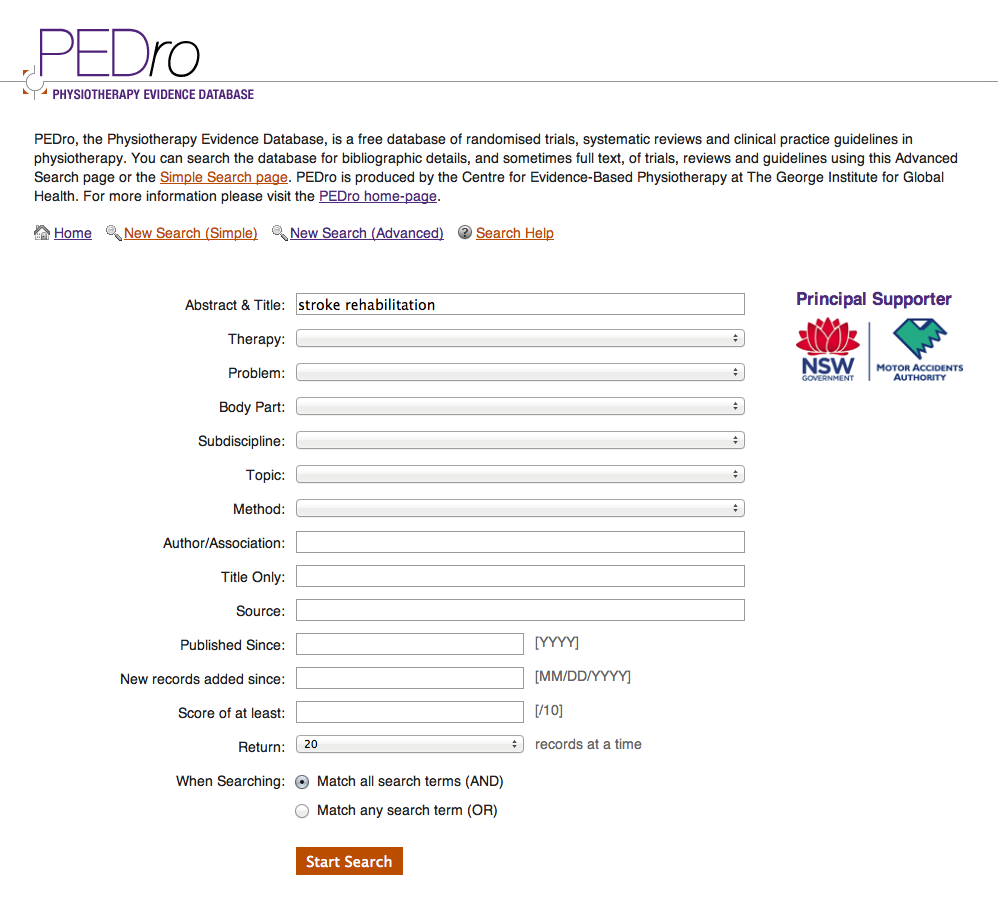 PEDro
PHYSIOTHERAPY EVIDENCE DATABASE
PEDro, the Physiotherapy Evidence Database, is a free database of randomised trials, systematic reviews and clinical practice guidelines in
physiotherapy. You can search the database for bibliographic details, and sometimes full text, of trials, reviews and guidelines using this Advanced
Search page or the Simple Search page. PEDro is produced by the Centre for Evidence-Based Physiotherapy at The George Institute for Global
Health. For more information please visit the PEDro home-page.
Home New Search (Simple) New Search (Advanced) ? Search Help
Abstract & Title: stroke rehabilitation
Therapy:
Problem:
Body Part:
Subdiscipline:
Topic:
Method:
Author/Association:
Title Only:
Source:
Published Since: [YYYY]
New records added since: [MM/DD/YYYY]
Score of at least: [/10]
Return: 20 records at a time
When Searching: Match all search terms (AND)
Match any search term (OR)
Start Search
Principal Supporter
NSW
GOVERNMENT
MOTOR ACCIDENTS
AUTHORITY